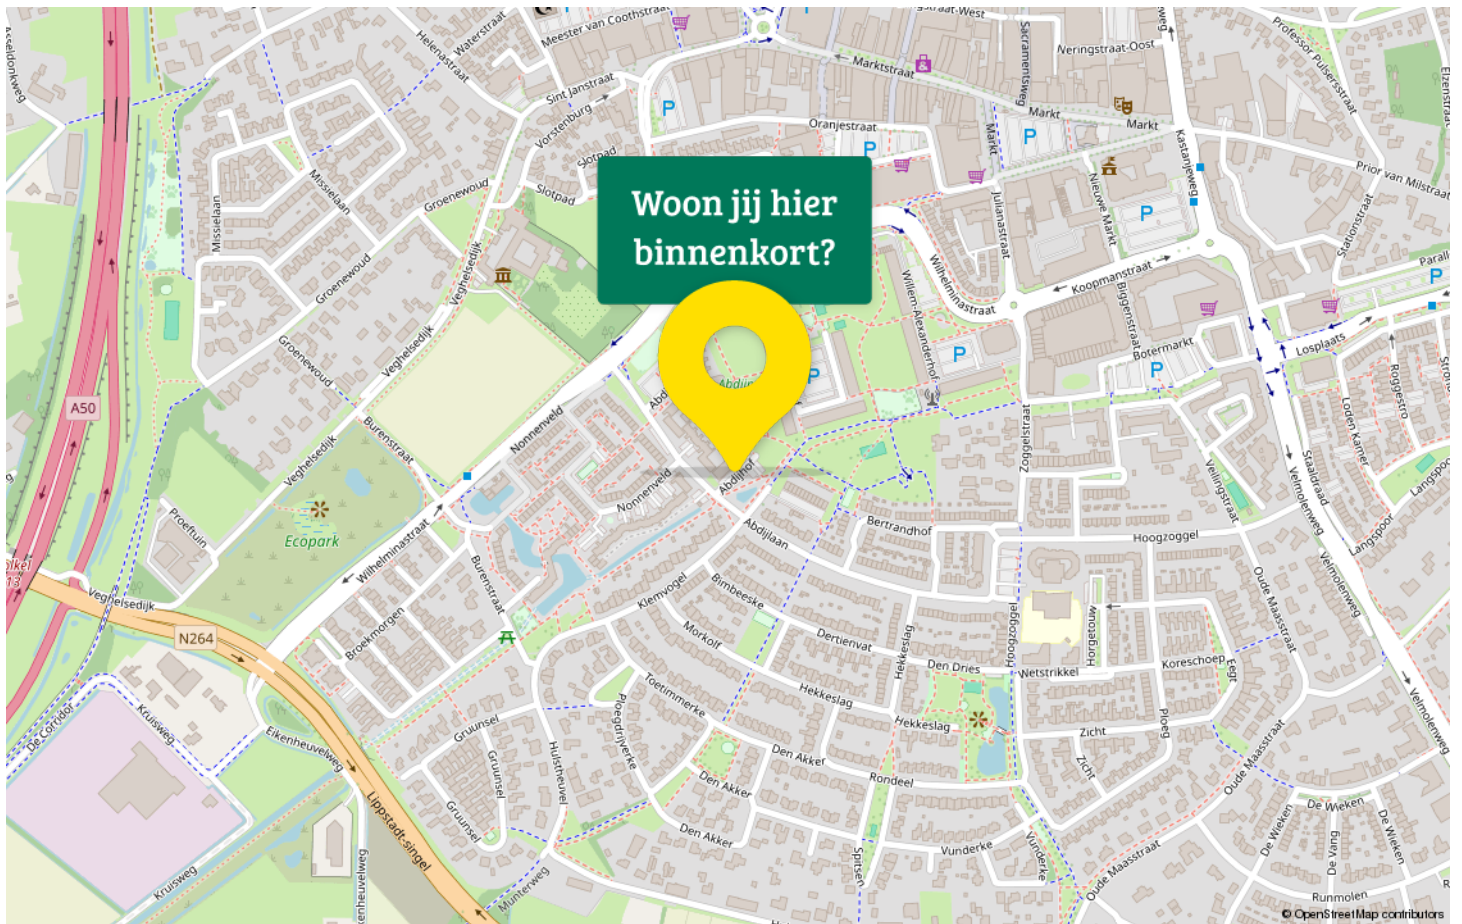 Woon jij hier
binnenkort?
Asseldonkweg
Helenastraat
Waterstraat
Meester van Coothstraat
Sint Janstraat
Vorstenburg
Slotpad
Slotpad
Groenewoud
Missielaan
Missielaan
Groenewoud
Groenewoud
Veghelsedijk
Veghelsedijk
Veghelsedijk
Veghelsedijk
Marktstraat
Oranjestraat
Markt
Markt
Markt
Sacramentsweg
Neringstraat-Oost
Kastanjeweg
Professor Pulsersstraat
Elzenstraat
Prior van Milstraat
Stationstraat
Nieuwe Markt
Julianastraat
Wilhelminastraat
Willem-Alexanderhof
Koopmanstraat
Biggenstraat
Botermarkt
Losplaats
Roggestro
Loden Kamer
Staaldraad
Langspoor
Velmolenweg
Velmolenweg
Velmolenweg
Veilingstraat
Zoggelstraat
Hoogzoggel
Hoogzoggel
Bertrandhof
Abdijhof
Abdijlaan
Nonnenveld
Nonnenveld
Burenstraat
Burenstraat
Wilhelminastraat
Ecopark
Proeftuin
A50
N264
Broekmorgen
Klemvogel
Bimbeeske
Morkolf
Dertienvat
Hekkeslag
Hekkeslag
Hekkeslag
Den Dries
Netstrikkel
Horgetouw
Koreschoep
Eegt
Oude Maasstraat
Oude Maasstraat
Oude Maasstraat
Ploeg
Zicht
Zicht
Toetimmerke
Ploegdrijverke
Gruunsel
Gruunsel
Gruunsel
Hulstheuvel
Den Akker
Den Akker
Den Akker
Rondeel
Spitsen
Vunderke
Vunderke
De Wieken
De Wieken
De Wieken
De Vang
Runmolen
De Corridor
Kruisweg
Kruisweg
Eikenheuvelweg
Lippstadt-singel
Munterweg
P
P
P
P
P
P
P
P
© OpenStreetMap contributors